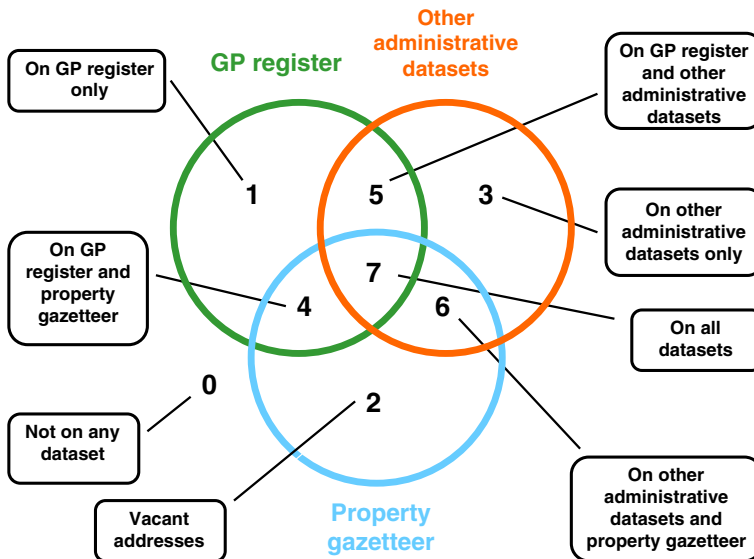 Other
administrative
datasets
GP register
On GP register
only
On GP register
and other
administrative
datasets
1
5
3
On GP
register and
property
gazetteer
On other
administrative
datasets only
7
4
6
On all
datasets
0
2
Not on any
dataset
Vacant
addresses
Property
gazetteer
On other
administrative
datasets and
property gazetteer